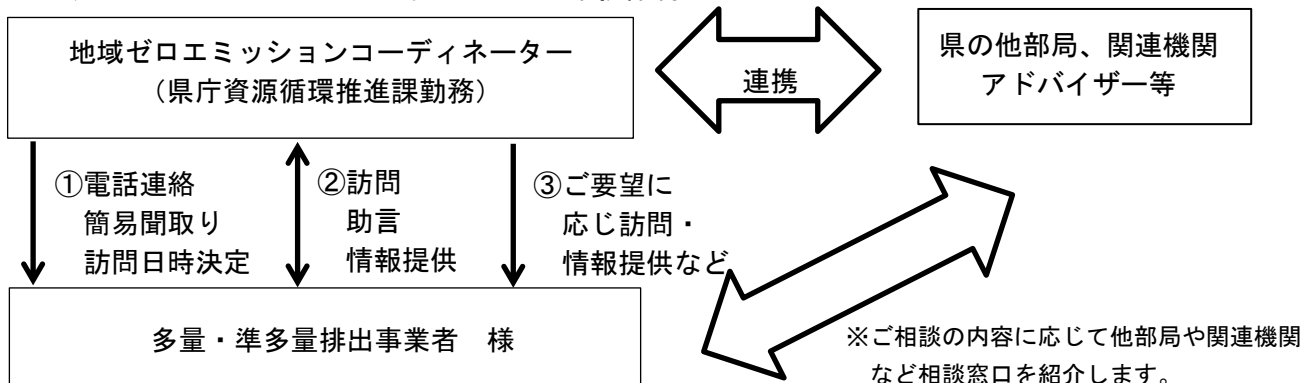 地域ゼロエミッションコーディネーター
（県庁資源循環推進課勤務）
連携
県の他部局、関連機関
アドバイザー等
①電話連絡
簡易聞取り
訪問日時決定
②訪問
助言
情報提供
③ご要望に
応じ訪問・
情報提供など
多量・準多量排出事業者　様
※ご相談の内容に応じて他部局や関連機関
など相談窓口を紹介します。